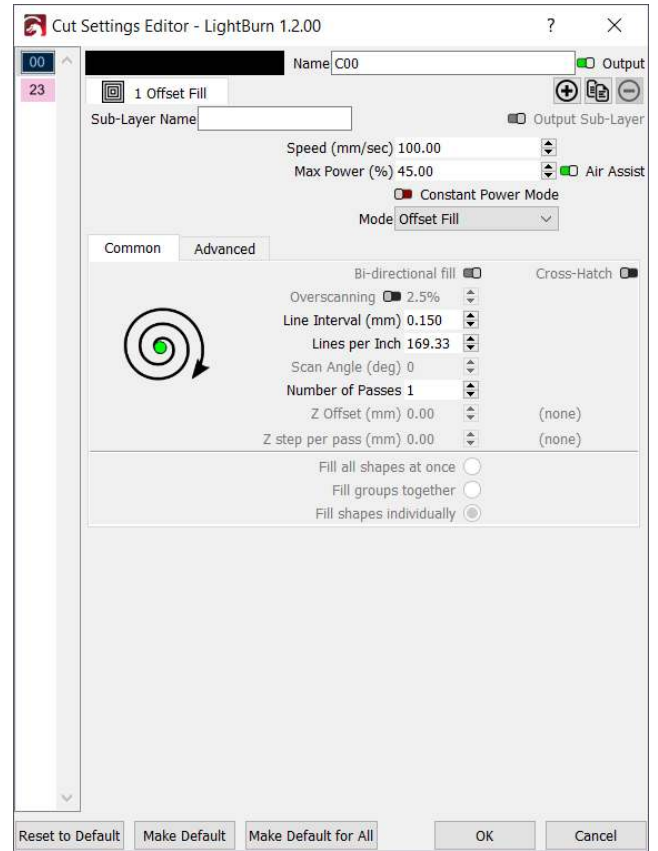 Cut Settings Editor - LightBurn 1.2.00 ? ×
00
23
Name C00 Output
1 Offset Fill
Sub-Layer Name Output Sub-Layer
Speed (mm/sec) 100.00
Max Power (%) 45.00 Air Assist
Constant Power Mode
Mode Offset Fill
Common Advanced
Bi-directional fill Cross-Hatch
Overscanning 2.5%
Line Interval (mm) 0.150
Lines per Inch 169.33
Scan Angle (deg) 0
Number of Passes 1
Z Offset (mm) 0.00 (none)
Z step per pass (mm) 0.00 (none)
Fill all shapes at once
Fill groups together
Fill shapes individually
Reset to Default Make Default Make Default for All OK Cancel